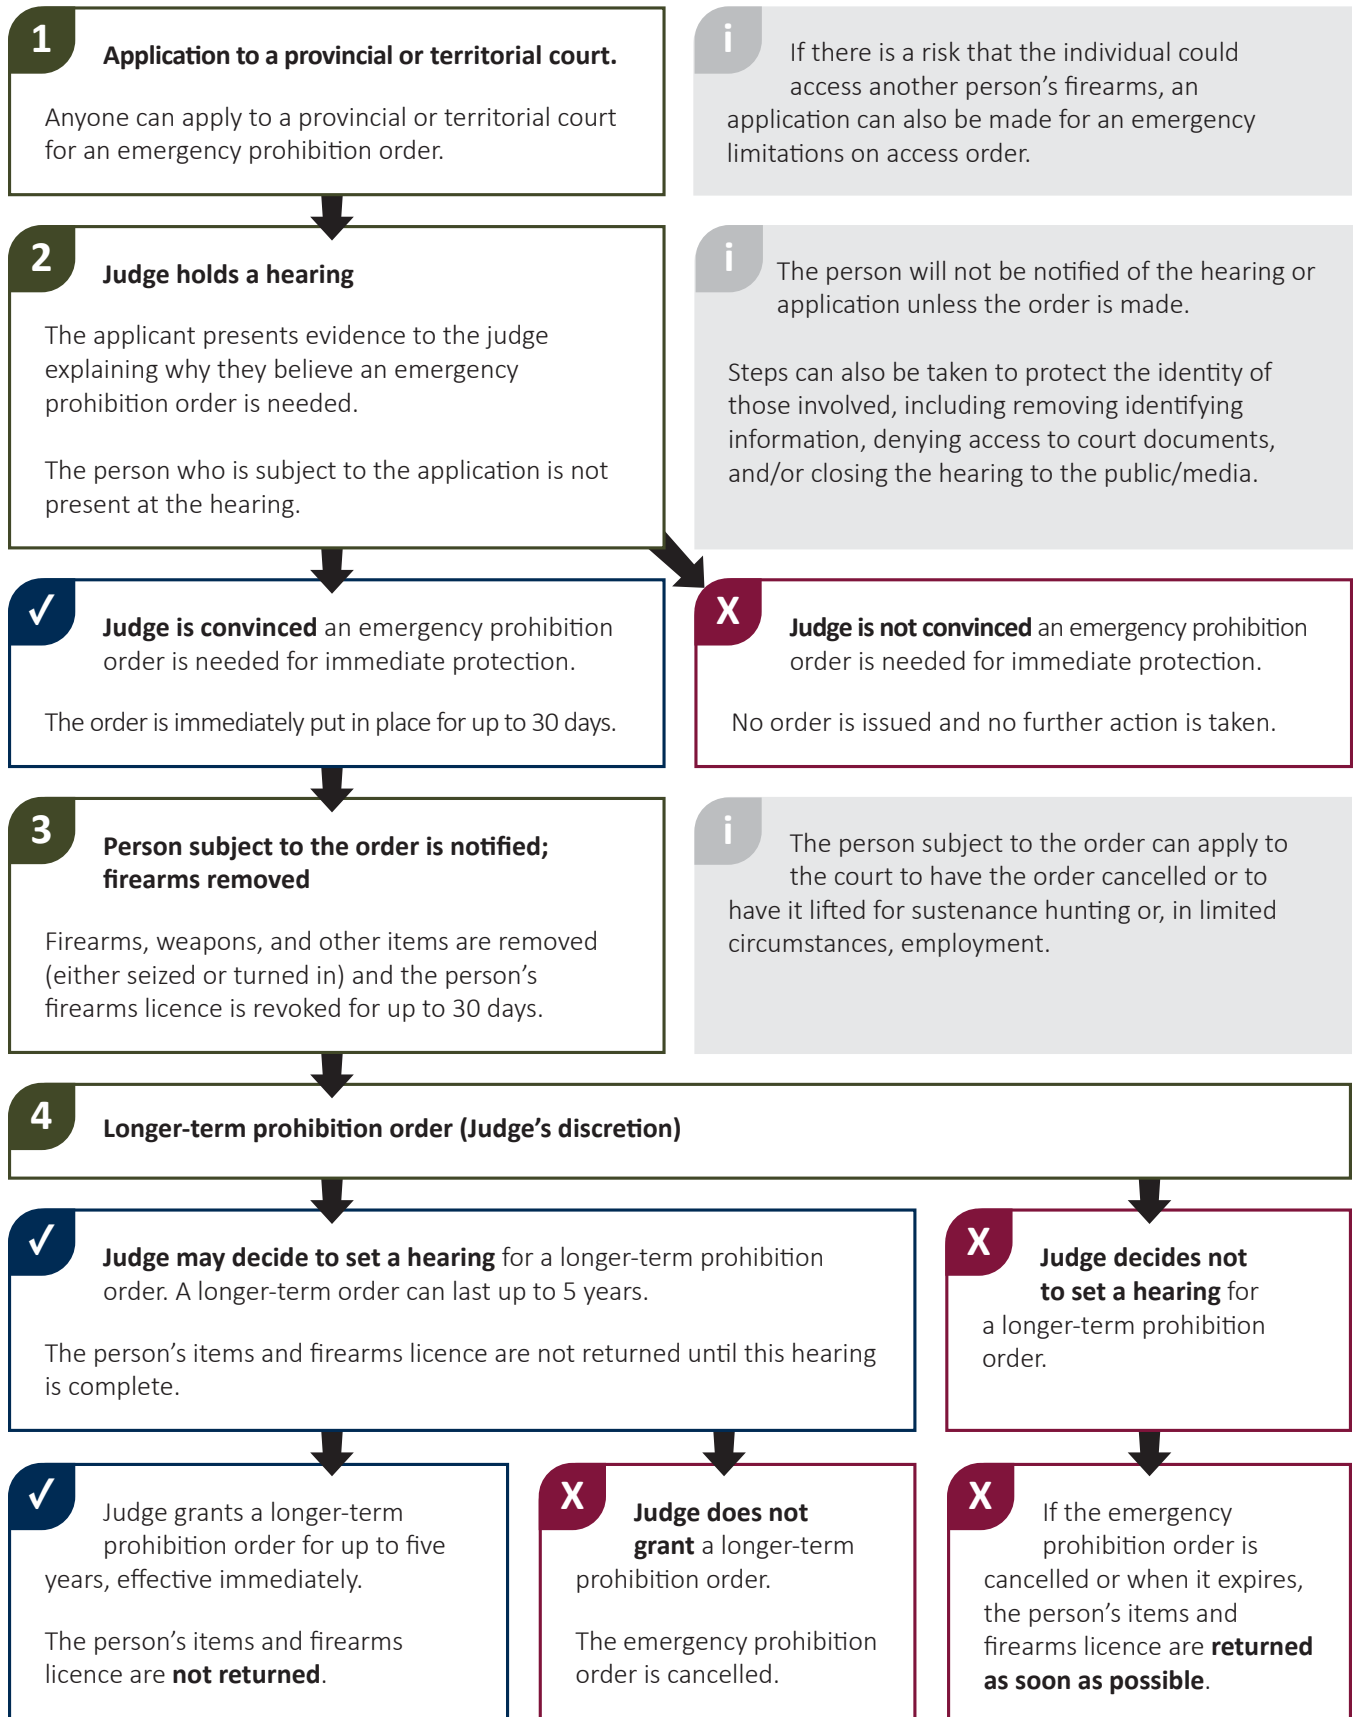 1
Application to a provincial or territorial court.
Anyone can apply to a provincial or territorial court
for an emergency prohibition order.
i
If there is a risk that the individual could
access another person’s firearms, an
application can also be made for an emergency
limitations on access order.
2
Judge holds a hearing
The applicant presents evidence to the judge
explaining why they believe an emergency
prohibition order is needed.
The person who is subject to the application is not
present at the hearing.
i
The person will not be notified of the hearing or
application unless the order is made.
Steps can also be taken to protect the identity of
those involved, including removing identifying
information, denying access to court documents,
and/or closing the hearing to the public/media.
✓
Judge is convinced an emergency prohibition
order is needed for immediate protection.
The order is immediately put in place for up to 30 days.
X
Judge is not convinced an emergency prohibition
order is needed for immediate protection.
No order is issued and no further action is taken.
3
Person subject to the order is notified;
firearms removed
Firearms, weapons, and other items are removed
(either seized or turned in) and the person’s
firearms licence is revoked for up to 30 days.
i
The person subject to the order can apply to
the court to have the order cancelled or to
have it lifted for sustenance hunting or, in limited
circumstances, employment.
4
Longer-term prohibition order (Judge’s discretion)
✓
Judge may decide to set a hearing for a longer-term prohibition
order. A longer-term order can last up to 5 years.
The person’s items and firearms licence are not returned until this hearing
is complete.
X
Judge decides not
to set a hearing for
a longer-term prohibition
order.
✓
Judge grants a longer-term
prohibition order for up to five
years, effective immediately.
The person’s items and firearms
licence are not returned.
X
Judge does not
grant a longer-term
prohibition order.
The emergency prohibition
order is cancelled.
X
If the emergency
prohibition order is
cancelled or when it expires,
the person’s items and
firearms licence are returned
as soon as possible.